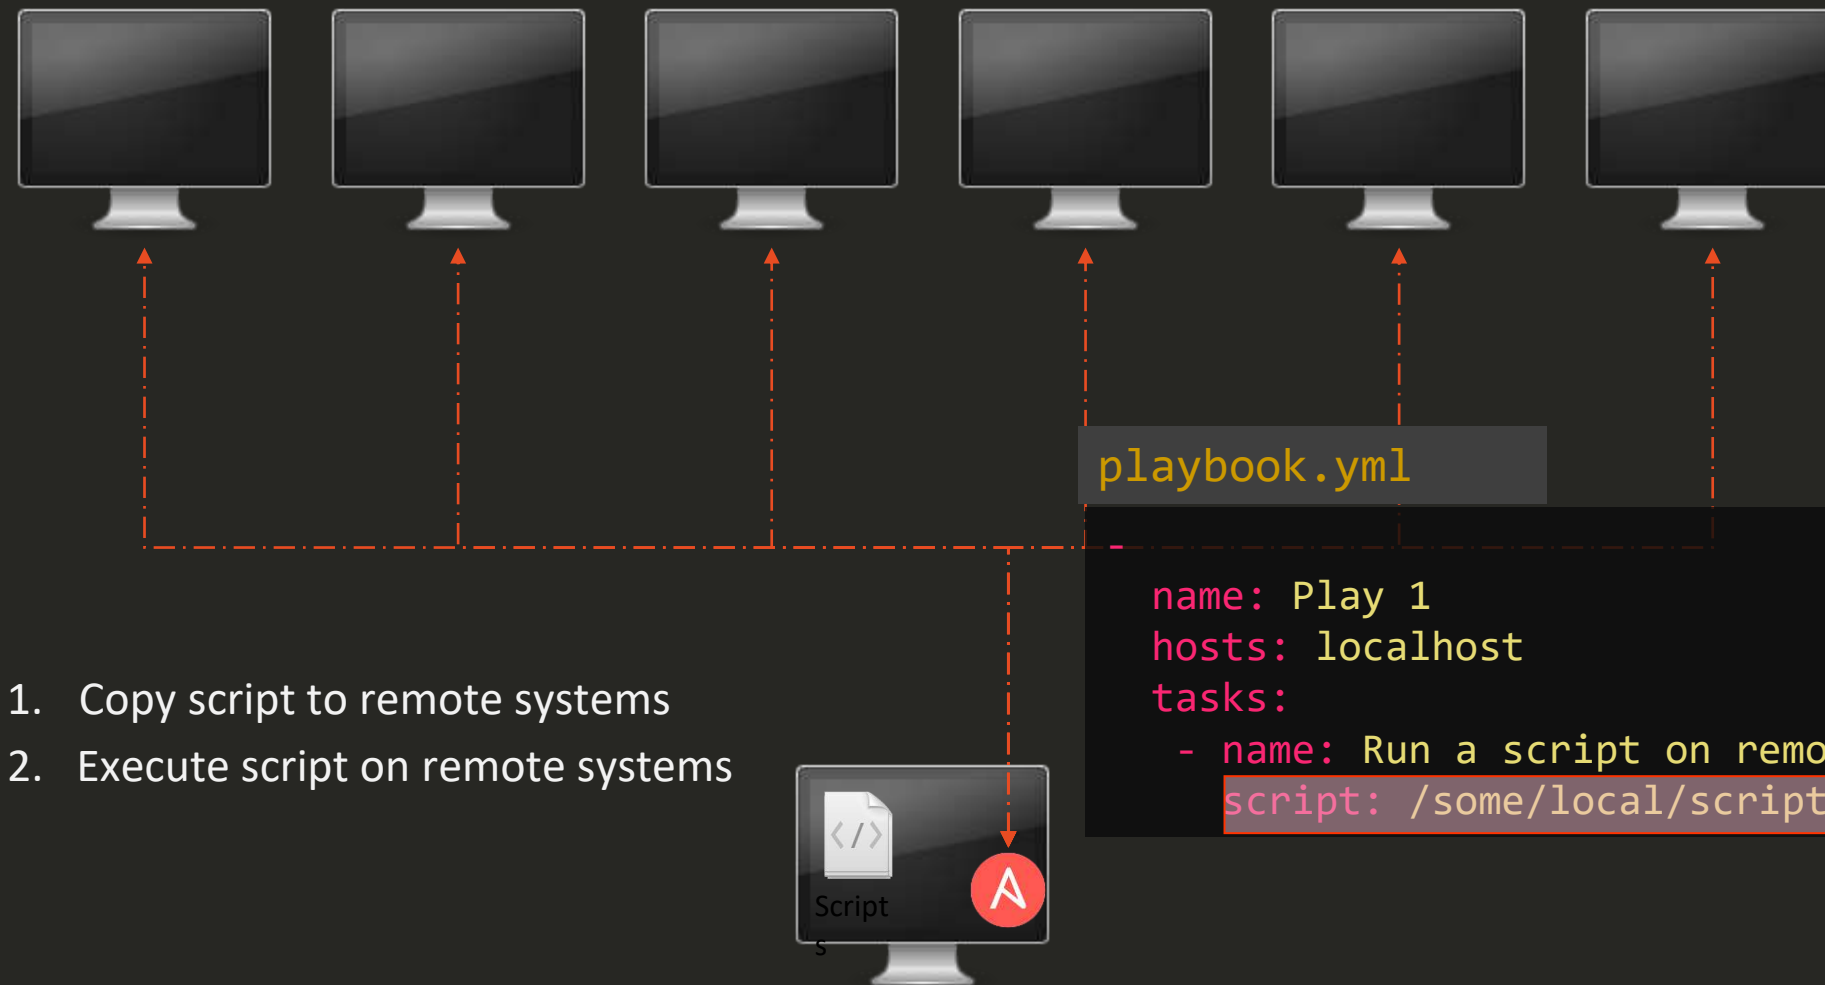 playbook.yml
-
name: Play 1
hosts: localhost
tasks:
- name: Run a script on remo
script: /some/local/script
1. Copy script to remote systems
2. Execute script on remote systems
</>
Script
s